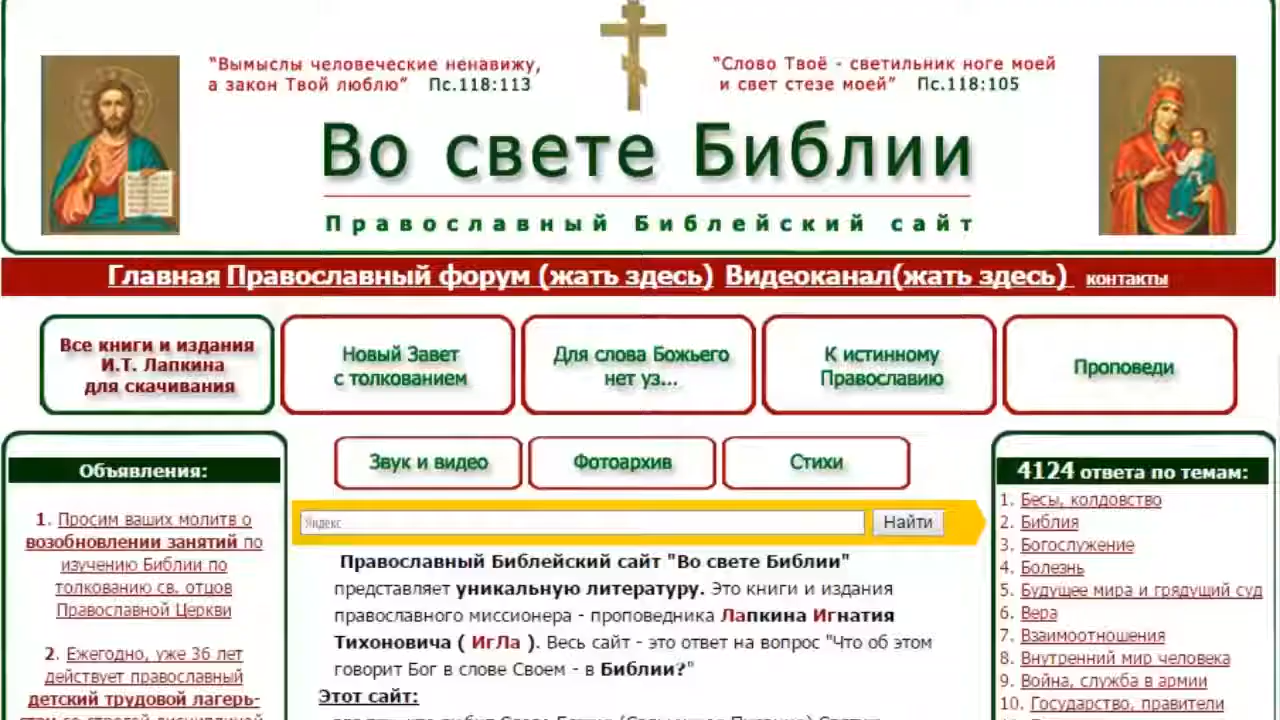 "Вымыслы человеческие ненавижу,
а закон Твой люблю" Пс.118:113
"Слово Твоё - светильник ноге моей
и свет стезе моей" Пс.118:105
Во свете Библии
Православный Библейский сайт
Главная Православный форум (жать здесь) Видеоканал(жать здесь) контакты
Все книги и издания
И.Т. Лапкина
для скачивания
Новый Завет
с толкованием
Для слова Божьего
нет уз...
К истинному
Православию
Проповеди
Звук и видео
Фотоархив
Стихи
Объявления:
1. Просим ваших молитв о
возобновлении занятий по
изучению Библии по
толкованию св. отцов
Православной Церкви
2. Ежегодно, уже 36 лет
действует православный
детский трудовой лагерь-
Яндекс
Найти
Православный Библейский сайт "Во свете Библии"
представляет уникальную литературу. Это книги и издания
православного миссионера - проповедника Лапкина Игнатия
Тихоновича ( ИгЛа ). Весь сайт - это ответ на вопрос "Что об этом
говорит Бог в слове Своем - в Библии?"
Этот сайт:
4124 ответа по темам:
1. Бесы, колдовство
2. Библия
3. Богослужение
4. Болезнь
5. Будущее мира и грядущий суд
6. Вера
7. Взаимоотношения
8. Внутренний мир человека
9. Война, служба в армии
10. Государство, правители